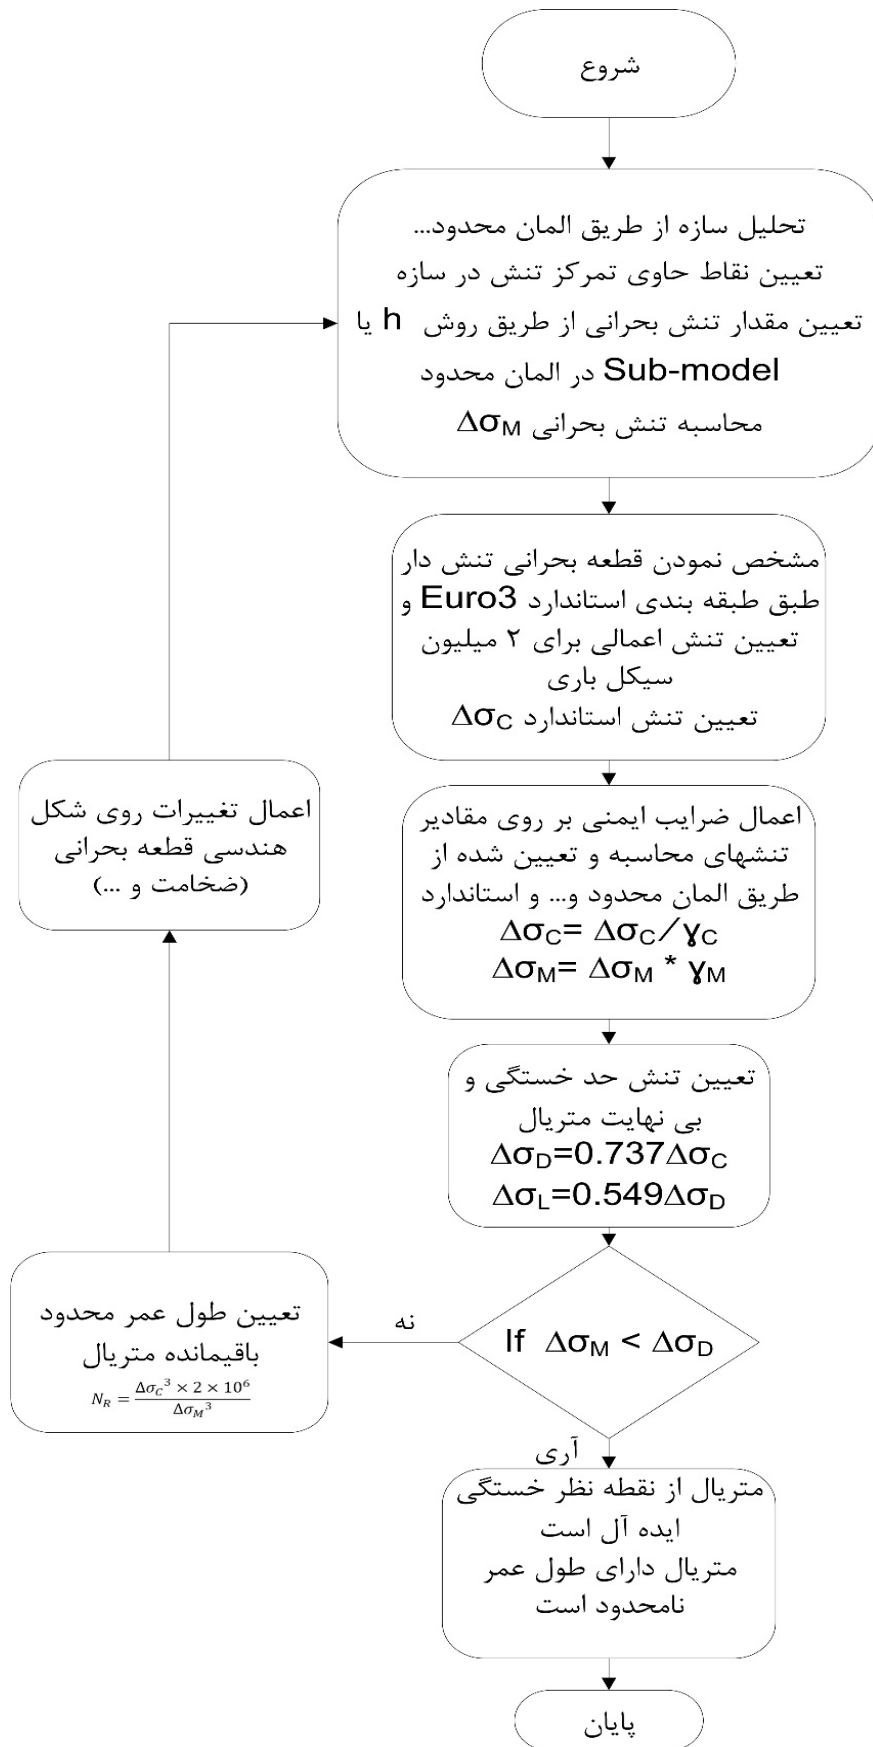 شروع
تحلیل سازه از طریق المان محدود...
تعیین نقاط حاوی تمرکز تنش در سازه
تعیین مقدار تنش بحرانی از طریق روش h یا
Sub-model در المان محدود
محاسبه تنش بحرانی ΔσM
مشخص نمودن قطعه بحرانی تنش دار
طبق طبقه بندی استاندارد Euro3 و
تعیین تنش اعمالی برای ۲ میلیون
سیکل باری
تعیین تنش استاندارد ΔσC
اعمال ضرایب ایمنی بر روی مقادیر
تنشهای محاسبه و تعیین شده از
طریق المان محدود و... و استاندارد
ΔσC= ΔσC/ɣC
ΔσM= ΔσM * ɣM
تعیین تنش حد خستگی و
بی نهایت متریال
ΔσD=0.737ΔσC
ΔσL=0.549ΔσD
If ΔσM < ΔσD
نه
تعیین طول عمر محدود
باقیمانده متریال
N_R = (Δσ_C³ × 2 × 10⁶) / Δσ_M³
اعمال تغییرات روی شکل
هندسی قطعه بحرانی
(ضخامت و ...)
آری
متریال از نقطه نظر خستگی
ایده آل است
متریال دارای طول عمر
نامحدود است
پایان